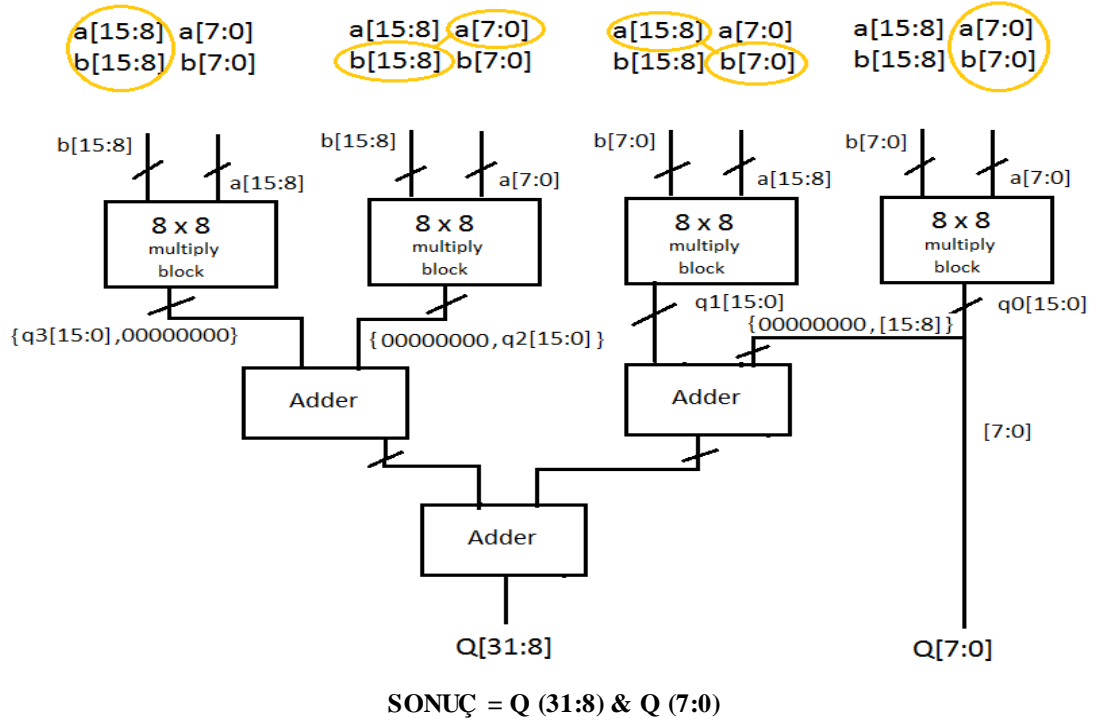 a[15:8] a[7:0] a[15:8] a[7:0] a[15:8] a[7:0] a[15:8] a[7:0]
b[15:8] b[7:0] b[15:8] b[7:0] b[15:8] b[7:0] b[15:8] b[7:0]
b[15:8] b[15:8] b[7:0] b[7:0]
a[15:8] a[7:0] a[15:8] a[7:0]
8 x 8 8 x 8 8 x 8 8 x 8
multiply multiply multiply multiply
block block block block
q1[15:0] q0[15:0]
{q3[15:0],00000000} {00000000, q2[15:0] } {00000000, [15:8] }
Adder Adder
[7:0]
Adder
Q[31:8] Q[7:0]
SONUÇ = Q (31:8) & Q (7:0)